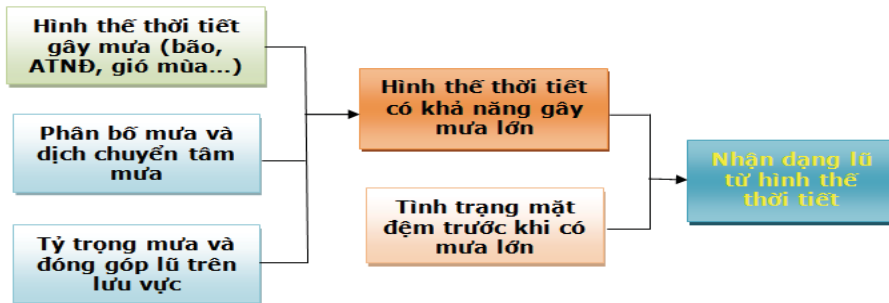 Hình thế thời tiết
gây mưa (bão,
ATNĐ, gió mùa...)
Phân bố mưa và
dịch chuyển tâm
mưa
Tỷ trọng mưa và
đóng góp lũ trên
lưu vực
Hình thế thời tiết
có khả năng gây
mưa lớn
Tình trạng mặt
đệm trước khi có
mưa lớn
Nhận dạng lũ
từ hình thế
thời tiết